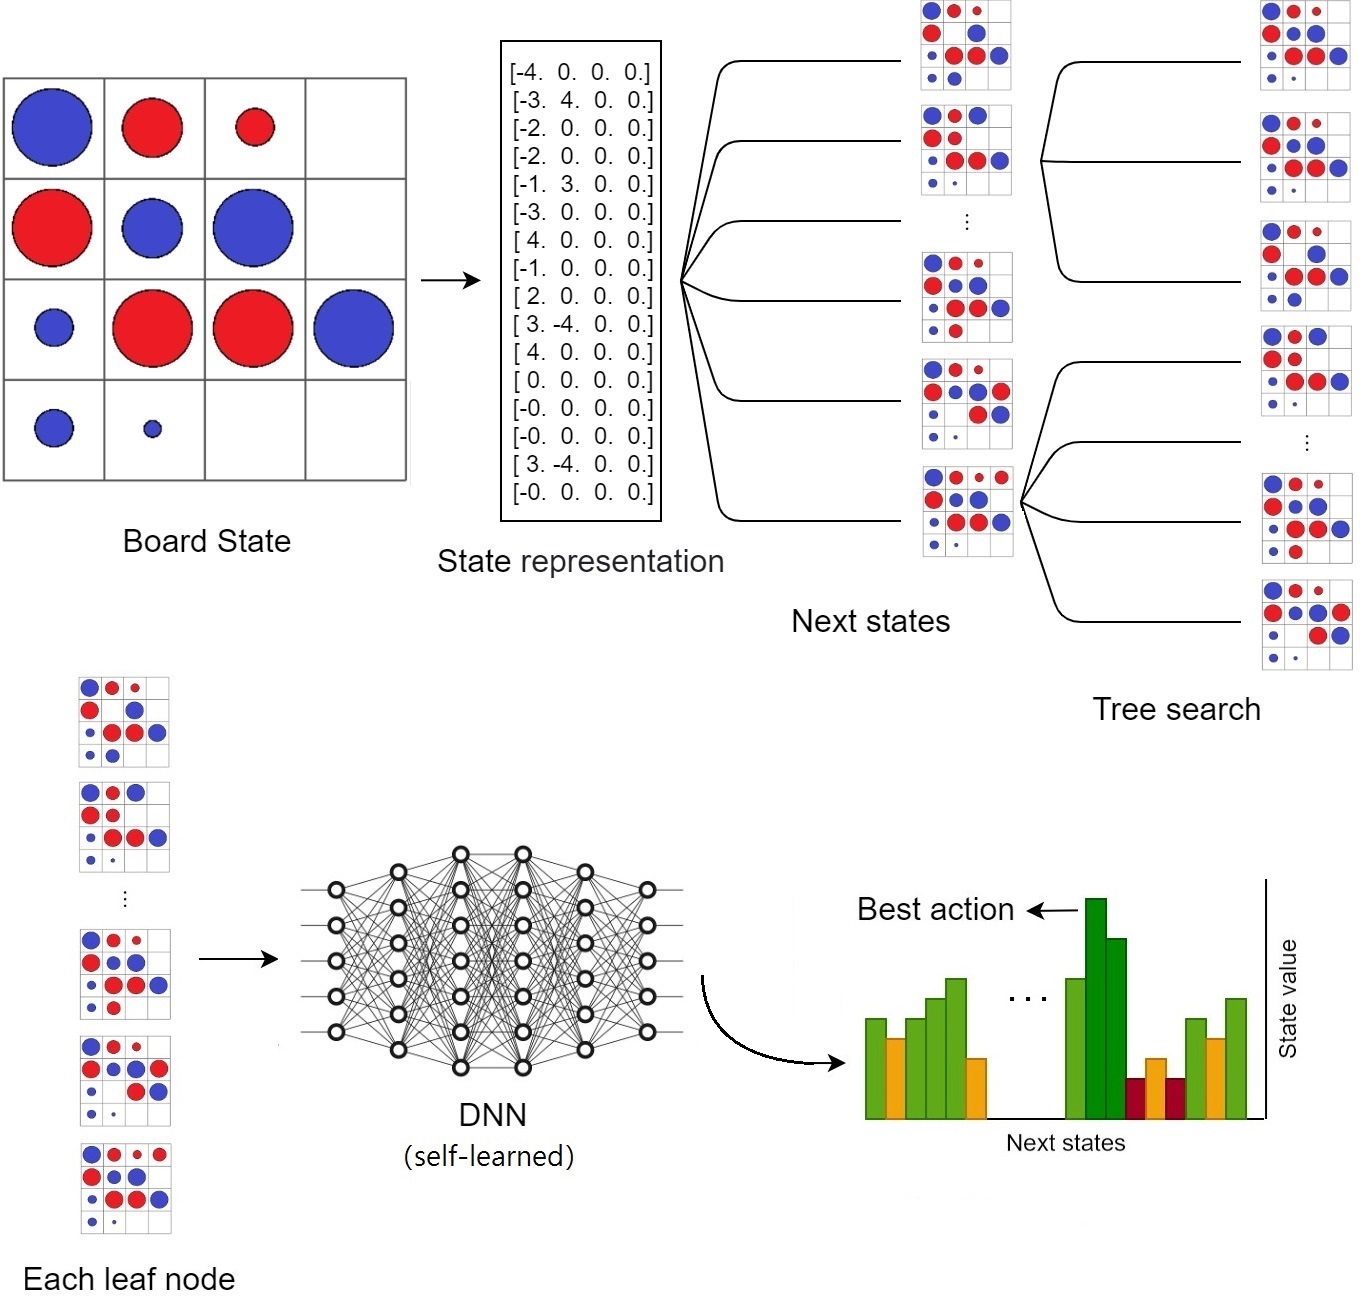 [-4. 0. 0. 0.]
[-3. 4. 0. 0.]
[-2. 0. 0. 0.]
[-2. 0. 0. 0.]
[-1. 3. 0. 0.]
[-3. 0. 0. 0.]
[ 4. 0. 0. 0.]
[-1. 0. 0. 0.]
[ 2. 0. 0. 0.]
[ 3. -4. 0. 0.]
[ 4. 0. 0. 0.]
[ 0. 0. 0. 0.]
[-0. 0. 0. 0.]
[-0. 0. 0. 0.]
[ 3. -4. 0. 0.]
[-0. 0. 0. 0.]
Board State
State representation
Next states
Tree search
Each leaf node
DNN
(self-learned)
Best action
State value
Next states